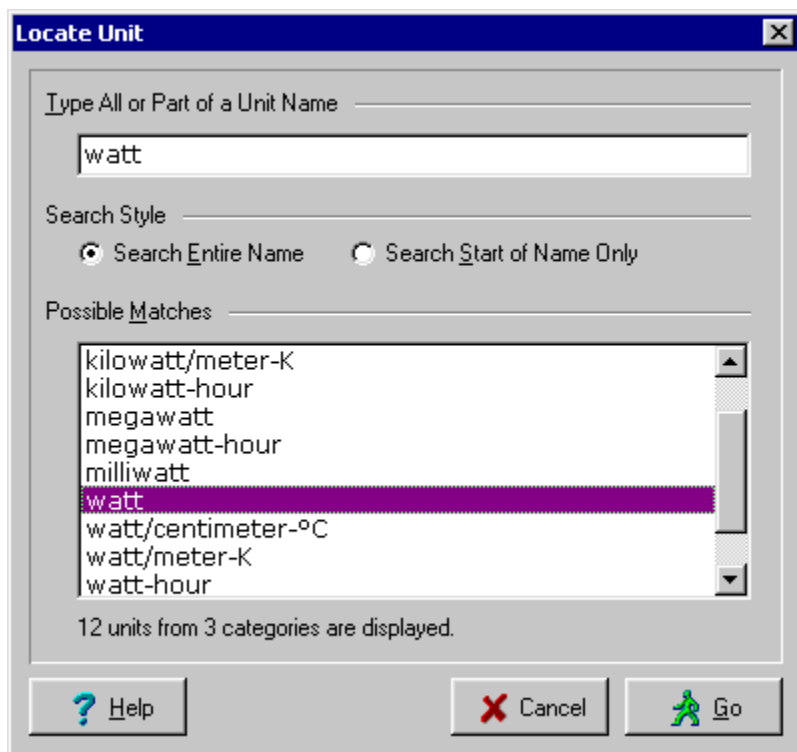 Locate Unit
Type All or Part of a Unit Name
watt
Search Style
Search Entire Name Search Start of Name Only
Possible Matches
kilowatt/meter-K
kilowatt-hour
megawatt
megawatt-hour
milliwatt
watt
watt/centimeter-ºC
watt/meter-K
watt-hour
12 units from 3 categories are displayed.
Help Cancel Go